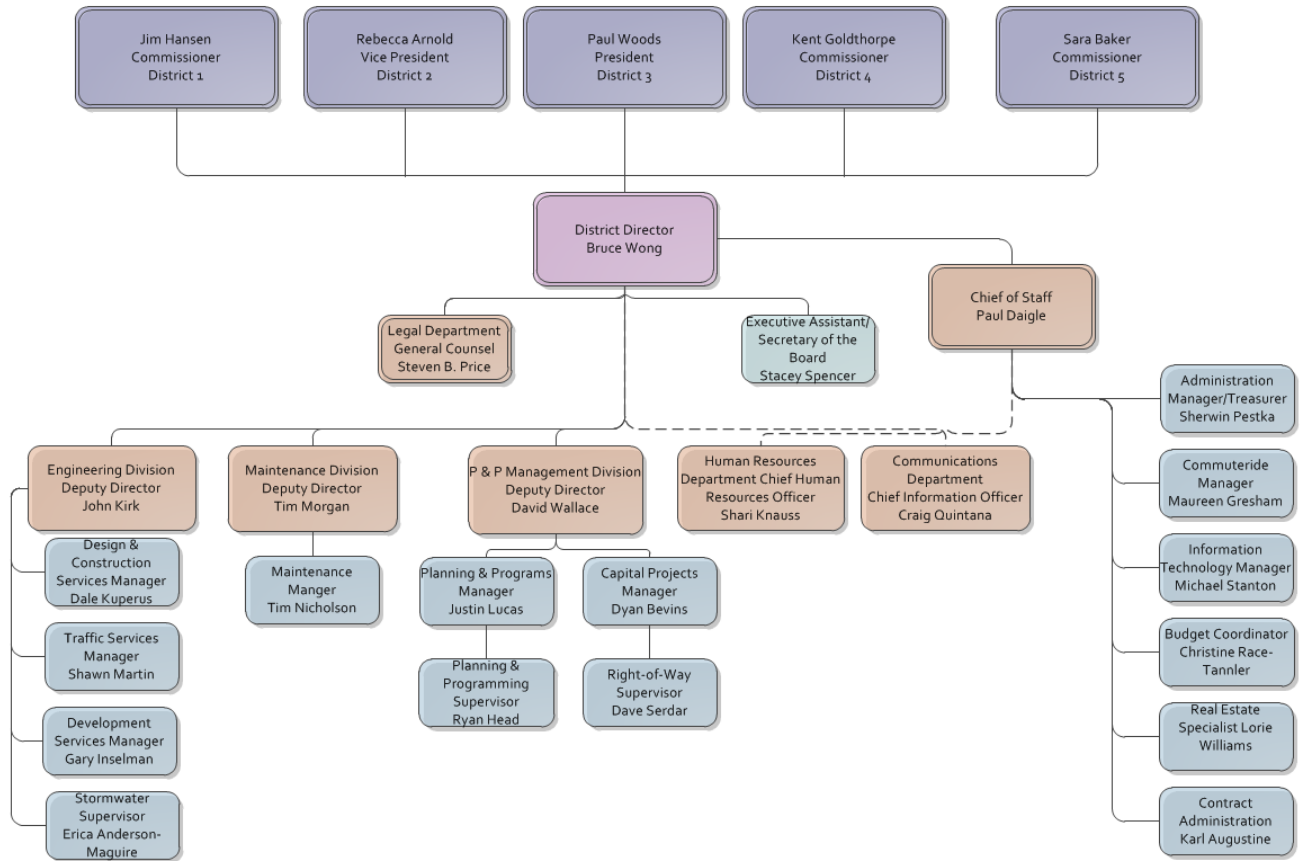 Jim Hansen
Commissioner
District 1
Rebecca Arnold
Vice President
District 2
Paul Woods
President
District 3
Kent Goldthorpe
Commissioner
District 4
Sara Baker
Commissioner
District 5
District Director
Bruce Wong
Chief of Staff
Paul Daigle
Legal Department
General Counsel
Steven B. Price
Executive Assistant/
Secretary of the
Board
Stacey Spencer
Administration
Manager/Treasurer
Sherwin Pestka
Engineering Division
Deputy Director
John Kirk
Maintenance Division
Deputy Director
Tim Morgan
P & P Management Division
Deputy Director
David Wallace
Human Resources
Department Chief Human
Resources Officer
Shari Knauss
Communications
Department
Chief Information Officer
Craig Quintana
Commuteride
Manager
Maureen Gresham
Design &
Construction
Services Manager
Dale Kuperus
Maintenance
Manger
Tim Nicholson
Planning & Programs
Manager
Justin Lucas
Capital Projects
Manager
Dyan Bevins
Information
Technology Manager
Michael Stanton
Traffic Services
Manager
Shawn Martin
Planning &
Programming
Supervisor
Ryan Head
Right-of-Way
Supervisor
Dave Serdar
Budget Coordinator
Christine Race-
Tannler
Development
Services Manager
Gary Inselman
Real Estate
Specialist Lorie
Williams
Stormwater
Supervisor
Erica Anderson-
Maguire
Contract
Administration
Karl Augustine